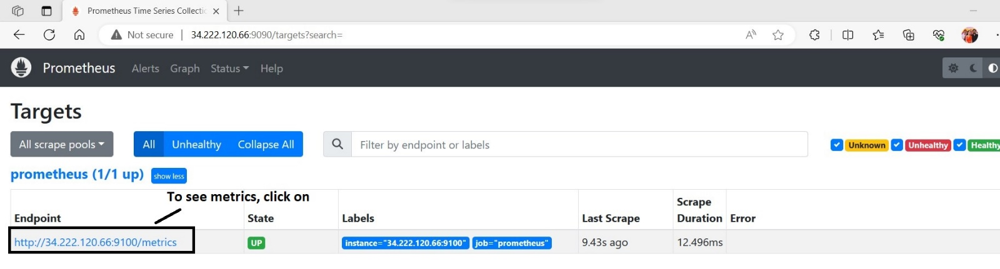 Prometheus Time Series Collectic
Not secure | 34.222.120.66:9090/targets?search=
Prometheus Alerts Graph Status Help
Targets
All scrape pools All Unhealthy Collapse All Filter by endpoint or labels Unknown Unhealthy Healthy
prometheus (1/1 up) show less
To see metrics, click on
Endpoint State Labels Last Scrape Scrape Duration Error
http://34.222.120.66:9100/metrics UP instance="34.222.120.66:9100" job="prometheus" 9.43s ago 12.496ms